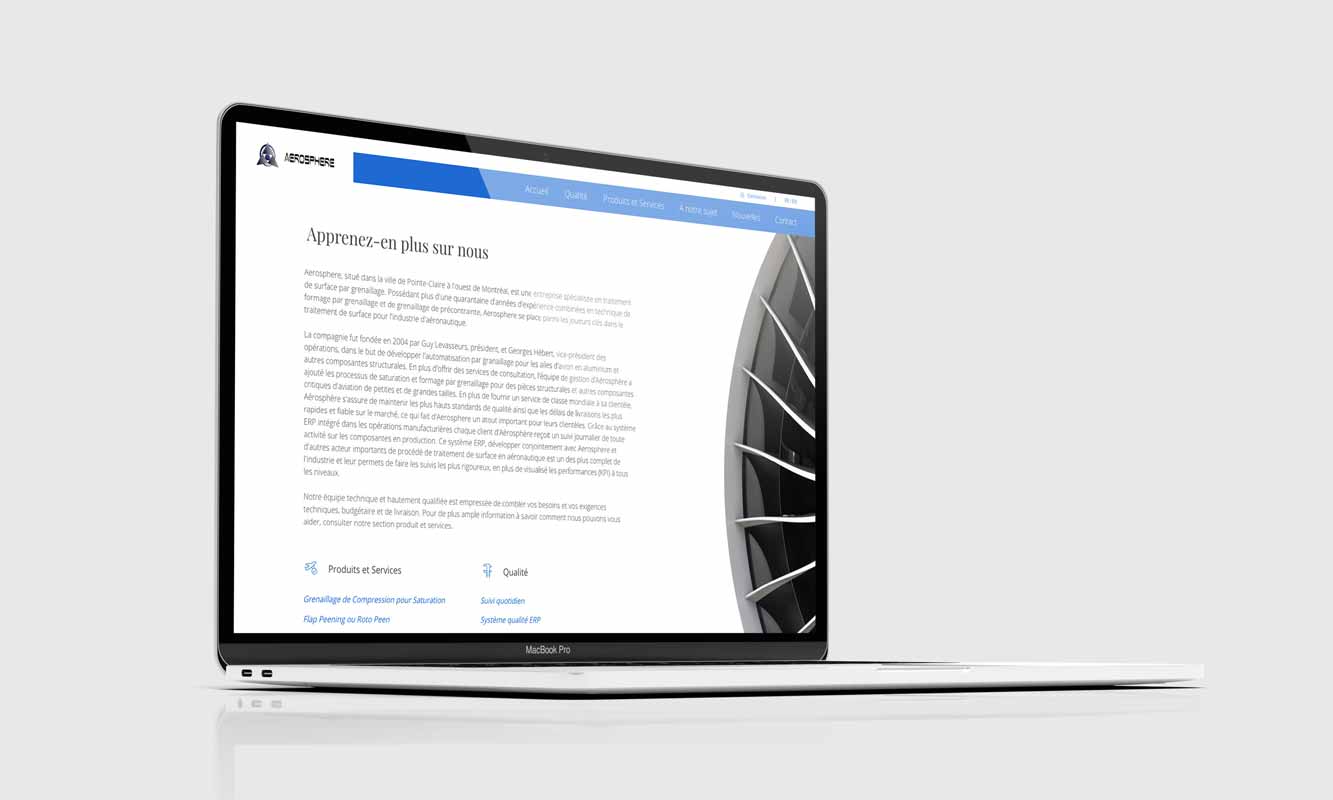 AEROSPHERE
Accueil Qualité Produits et Services À notre sujet Nouvelles Contact
Apprenez-en plus sur nous
Aerosphere, situé dans la ville de Pointe-Claire à l'ouest de Montréal, est une entreprise spécialisée en traitement
de surface par grenaillage. Possédant plus d'une quarantaine d'années d'expérience combinées en technique de
formage par grenaillage et de grenaillage de précontrainte, Aerosphere se place parmi les joueurs clés dans le
traitement de surface pour l'industrie d'aéronautique.
La compagnie fut fondée en 2004 par Guy Levasseurs, président, et Georges Hébert, vice-président des
opérations, dans le but de développer l'automatisation par granaillage pour les ailes d'avion en aluminium et
autres composantes structurales. En plus d'offrir des services de consultation, l'équipe de gestion d'Aérosphère a
ajouté les processus de saturation et formage par grenaillage pour des pièces structurales et autres composantes
critiques d'aviation de petites et de grandes tailles. En plus de fournir un service de classe mondiale à sa clientèle,
Aérosphère s'assure de maintenir les plus hauts standards de qualité ainsi que les délais de livraisons les plus
rapides et fiable sur le marché, ce qui fait d'Aerosphere un atout important pour leurs clientèles. Grâce au système
ERP intégré dans les opérations manufacturières chaque client d'Aérosphère reçoit un suivi journalier de toute
activité sur les composantes en production. Ce système ERP, développer conjointement avec Aerosphere et
d'autres acteur importants de procédé de traitement de surface en aéronautique est un des plus complet de
l'industrie et leur permets de faire les suivis les plus rigoureux, en plus de visualisé les performances (KPI) à tous
les niveaux.
Notre équipe technique et hautement qualifiée est empressée de combler vos besoins et vos exigences
techniques, budgétaire et de livraison. Pour de plus ample information à savoir comment nous pouvons vous
aider, consulter notre section produit et services.
Produits et Services Qualité
Grenaillage de Compression pour Saturation Suivi quotidien
Flap Peening ou Roto Peen Système qualité ERP
MacBook Pro